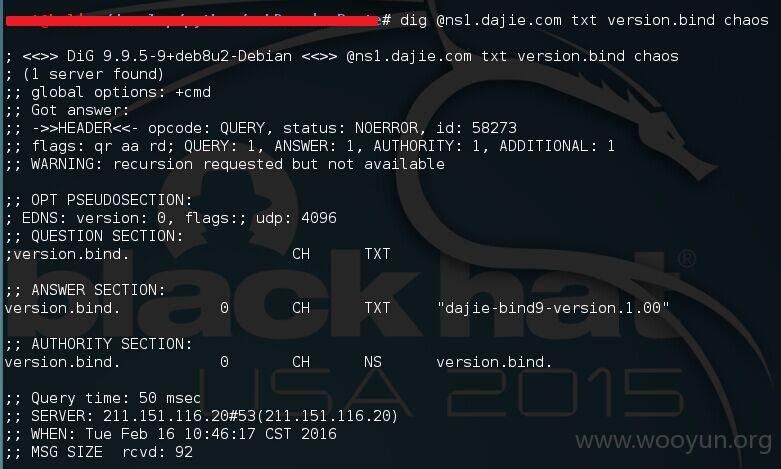 # dig @ns1.dajie.com txt version.bind chaos
; <<>> DiG 9.9.5-9+deb8u2-Debian <<>> @ns1.dajie.com txt version.bind chaos
; (1 server found)
;; global options: +cmd
;; Got answer:
;; ->>HEADER<<- opcode: QUERY, status: NOERROR, id: 58273
;; flags: qr aa rd; QUERY: 1, ANSWER: 1, AUTHORITY: 1, ADDITIONAL: 1
;; WARNING: recursion requested but not available
;; OPT PSEUDOSECTION:
; EDNS: version: 0, flags:; udp: 4096
;; QUESTION SECTION:
;version.bind. CH TXT
;; ANSWER SECTION:
version.bind. 0 CH TXT "dajie-bind9-version.1.00"
;; AUTHORITY SECTION:
version.bind. 0 CH NS version.bind.
;; Query time: 50 msec
;; SERVER: 211.151.116.20#53(211.151.116.20)
;; WHEN: Tue Feb 16 10:46:17 CST 2016
;; MSG SIZE rcvd: 92
black hat®
USA 2015
www.wooyun.org